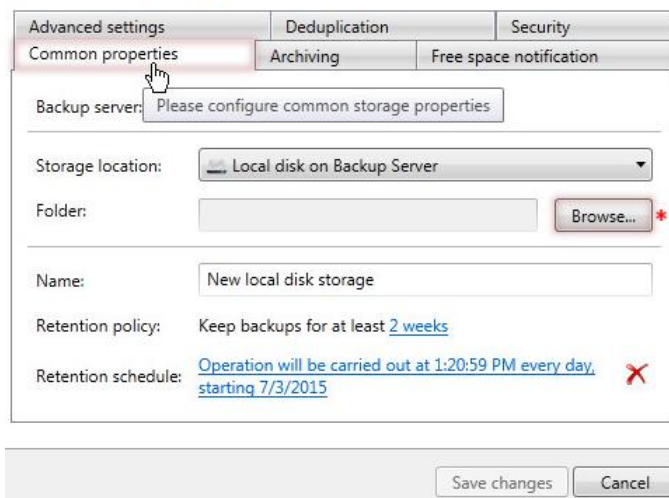 Advanced settings Deduplication Security
Common properties Archiving Free space notification
Backup server: Please configure common storage properties
Storage location: Local disk on Backup Server
Folder: Browse... *
Name: New local disk storage
Retention policy: Keep backups for at least 2 weeks
Retention schedule: Operation will be carried out at 1:20:59 PM every day,
starting 7/3/2015
Save changes Cancel